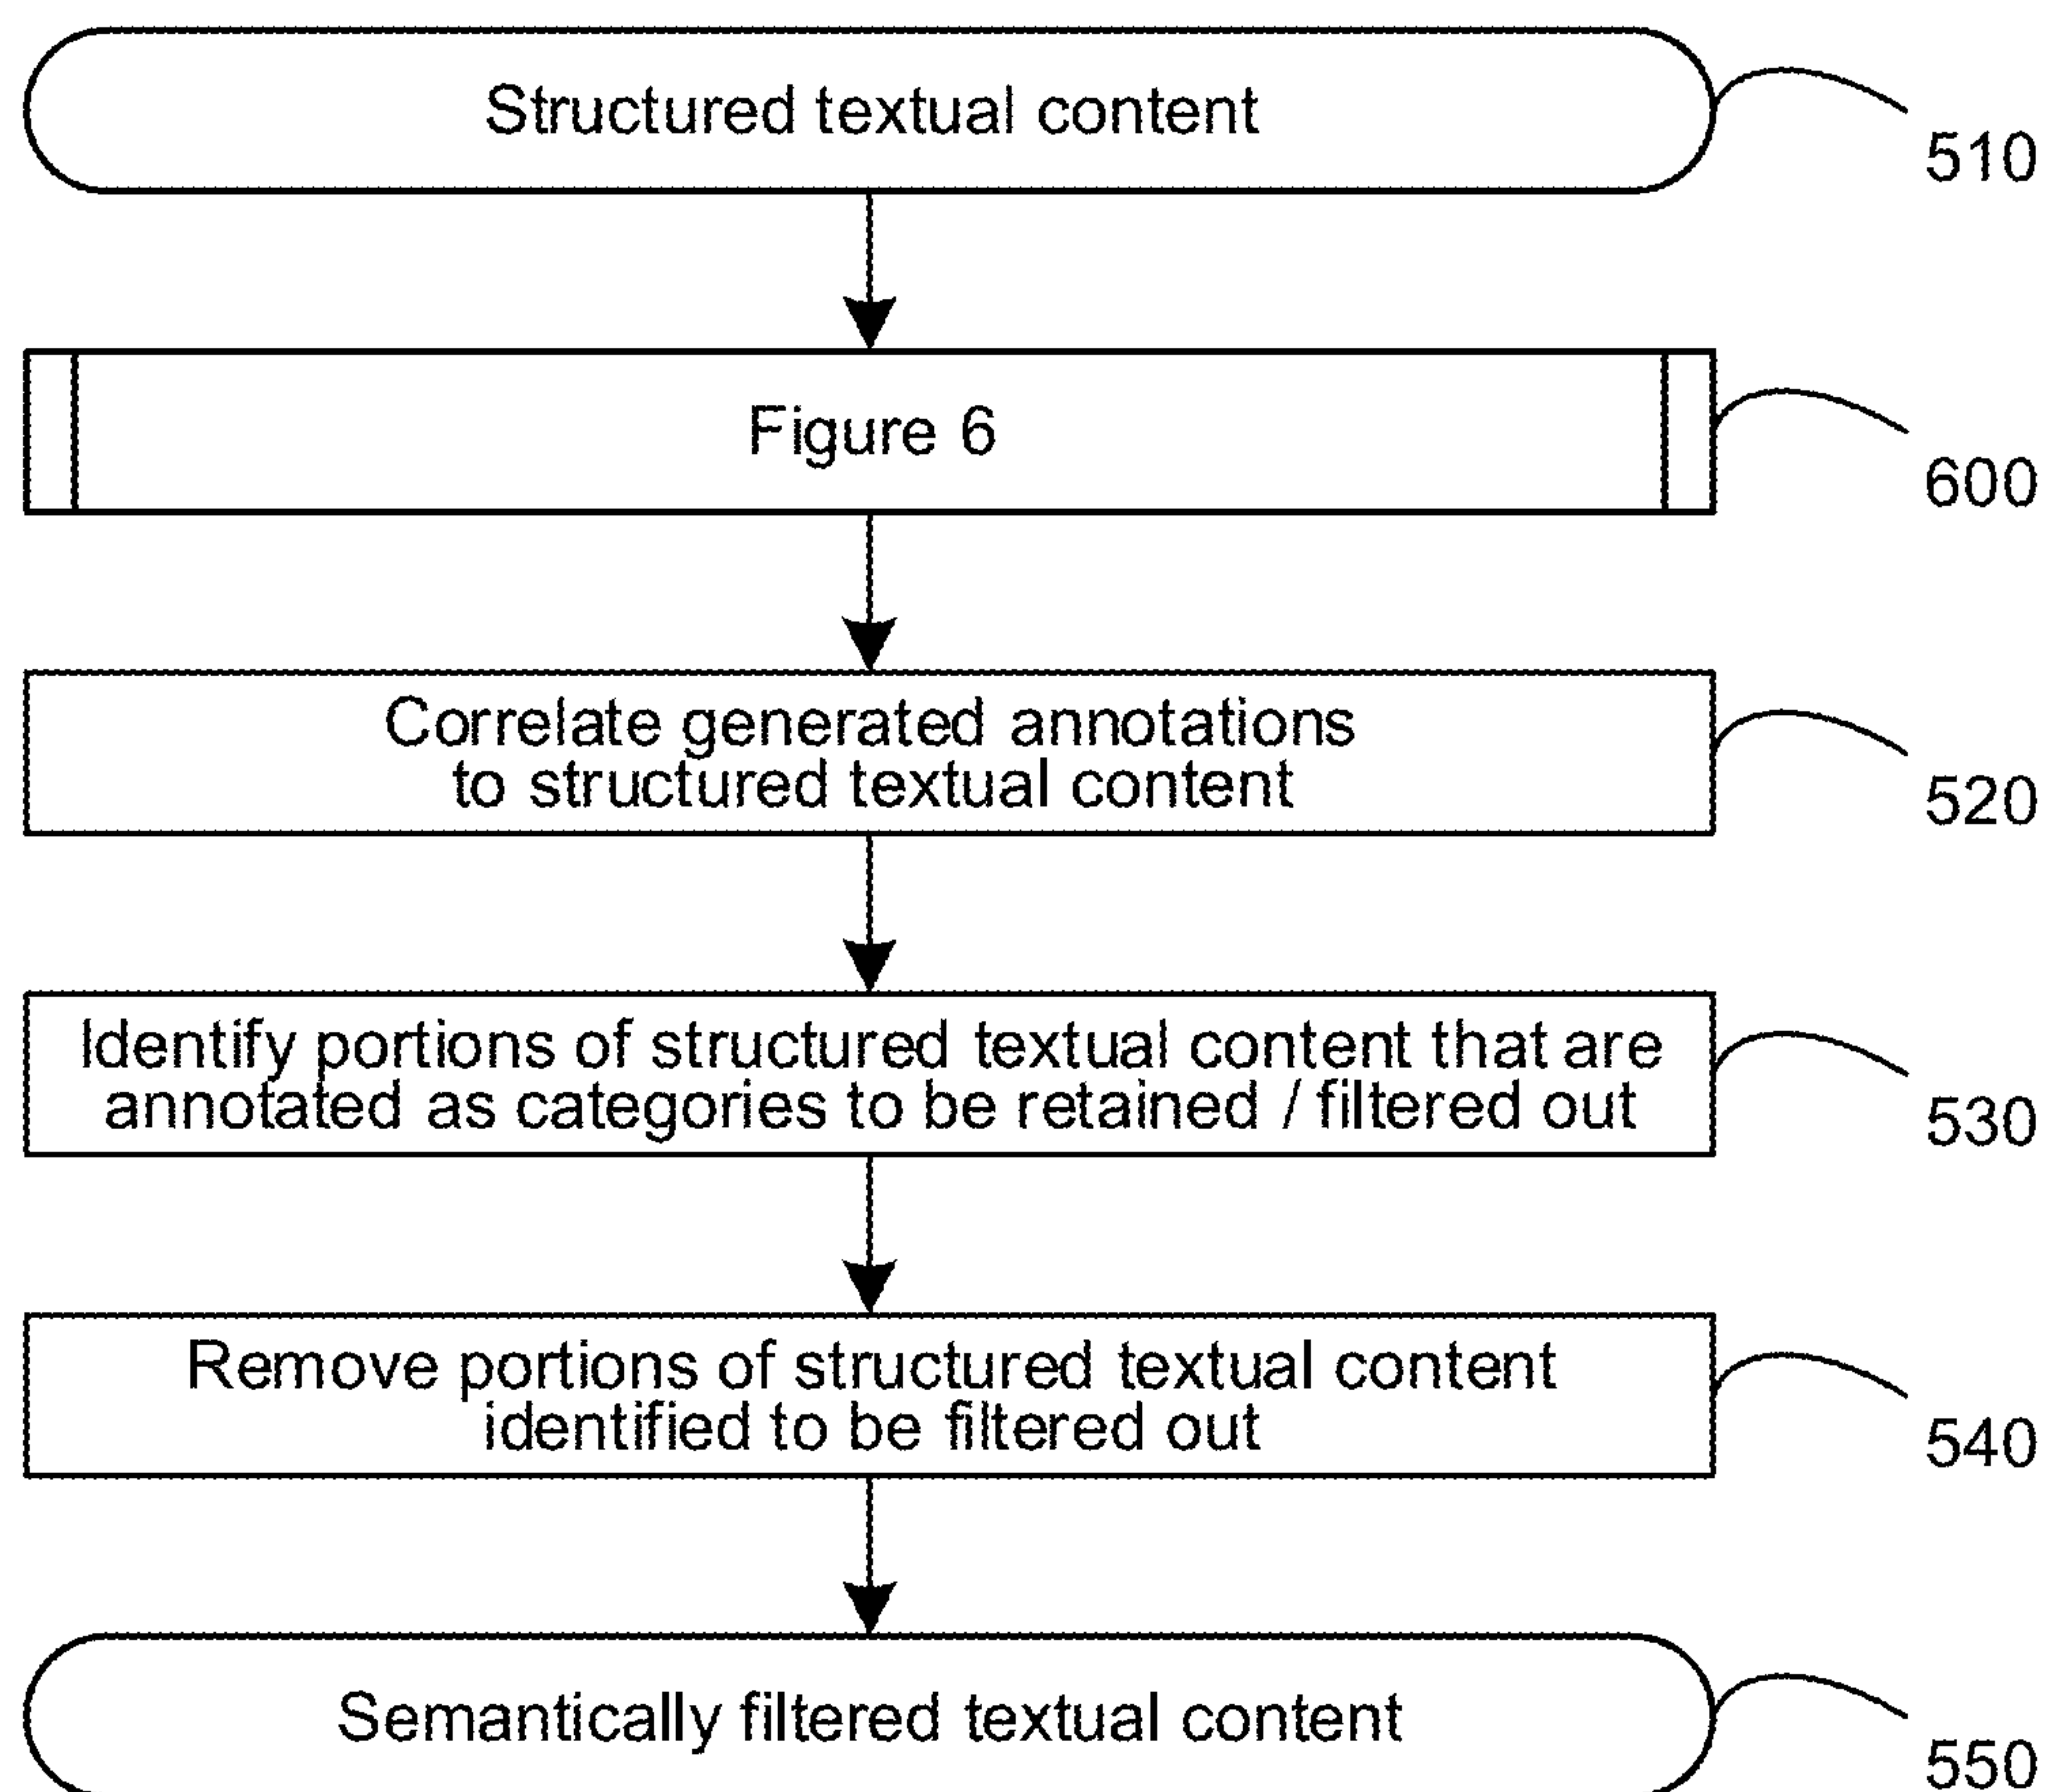 Structured textual content
510
Figure 6
600
Correlate generated annotations
to structured textual content
520
Identify portions of structured textual content that are
annotated as categories to be retained / filtered out
530
Remove portions of structured textual content
identified to be filtered out
540
Semantically filtered textual content
550